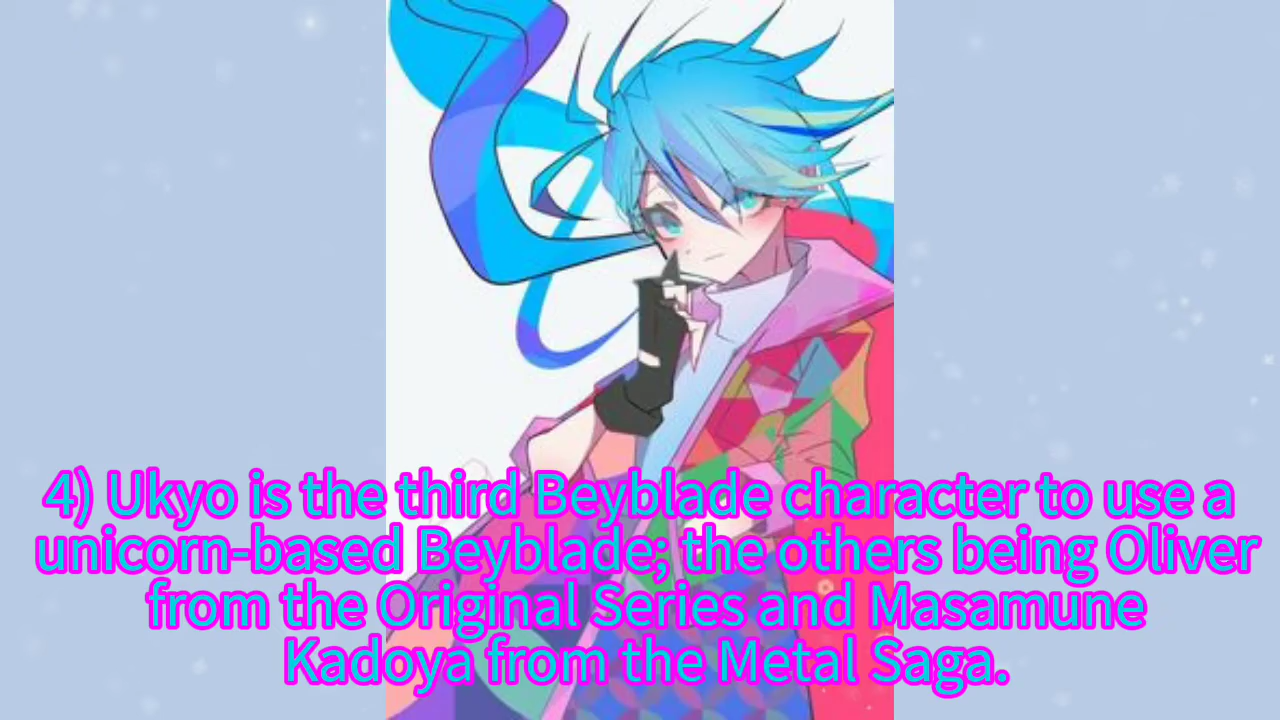 4) Ukyo is the third Beyblade character to use a
unicorn-based Beyblade; the others being Oliver
from the Original Series and Masamune
Kadoya from the Metal Saga.